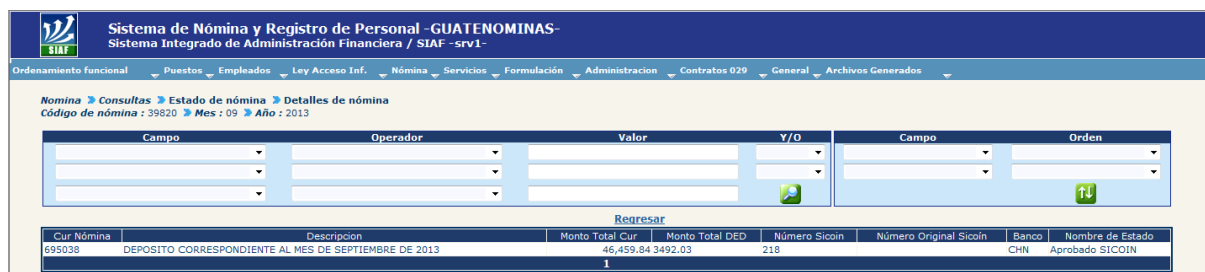 Sistema de Nómina y Registro de Personal -GUATENOMINAS-
Sistema Integrado de Administración Financiera / SIAF -srv1-
SIAF
Ordenamiento funcional Puestos Empleados Ley Acceso Inf. Nómina Servicios Formulación Administracion Contratos 029 General Archivos Generados
Nomina Consultas Estado de nómina Detalles de nómina
Código de nómina : 39820 Mes : 09 Año : 2013
Campo Operador Valor Y/O Campo Orden
Regresar
Cur Nómina Descripcion Monto Total Cur Monto Total DED Número Sicoin Número Original Sicoín Banco Nombre de Estado
695038 DEPOSITO CORRESPONDIENTE AL MES DE SEPTIEMBRE DE 2013 46,459.84 3492.03 218 CHN Aprobado SICOIN
1